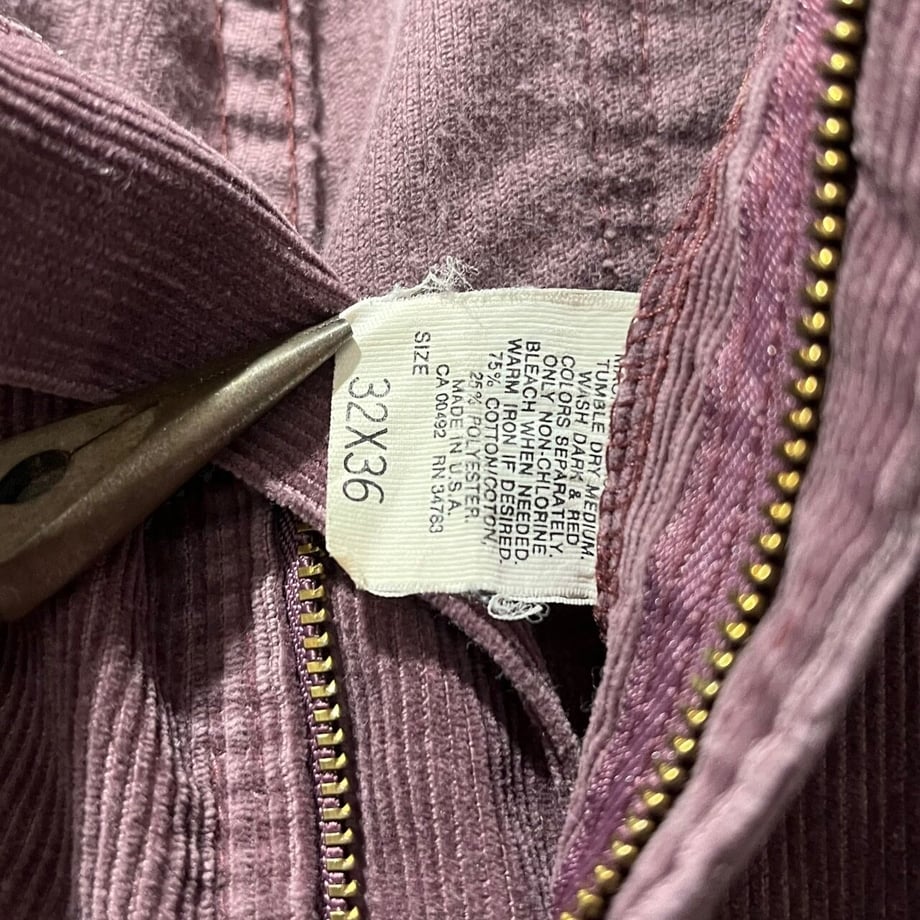 TUMBLE DRY MEDIUM.
WASH DARK & RED
COLORS SEPARATELY.
ONLY NON-CHLORINE
BLEACH WHEN NEEDED.
WARM IRON IF DESIRED.
75% COTTON/COTON,
25% POLYESTER.
MADE IN U.S.A.
CA 00492 RN 34783
SIZE
32X36